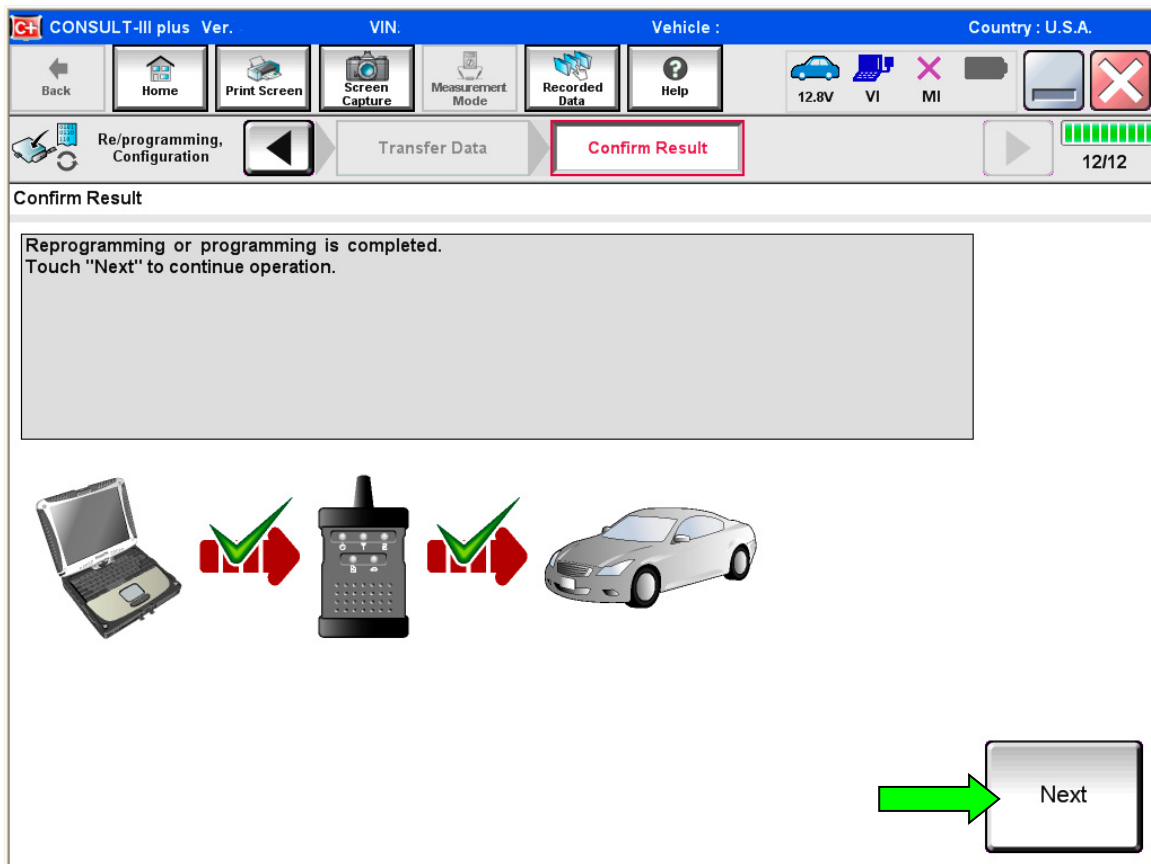 C+ CONSULT-III plus Ver. VIN: Vehicle : Country : U.S.A.
Back
Home
Print Screen
Screen
Capture
Measurement
Mode
Recorded
Data
Help
12.8V
VI
MI
Re/programming,
Configuration
Transfer Data
Confirm Result
12/12
Confirm Result
Reprogramming or programming is completed.
Touch "Next" to continue operation.
Next